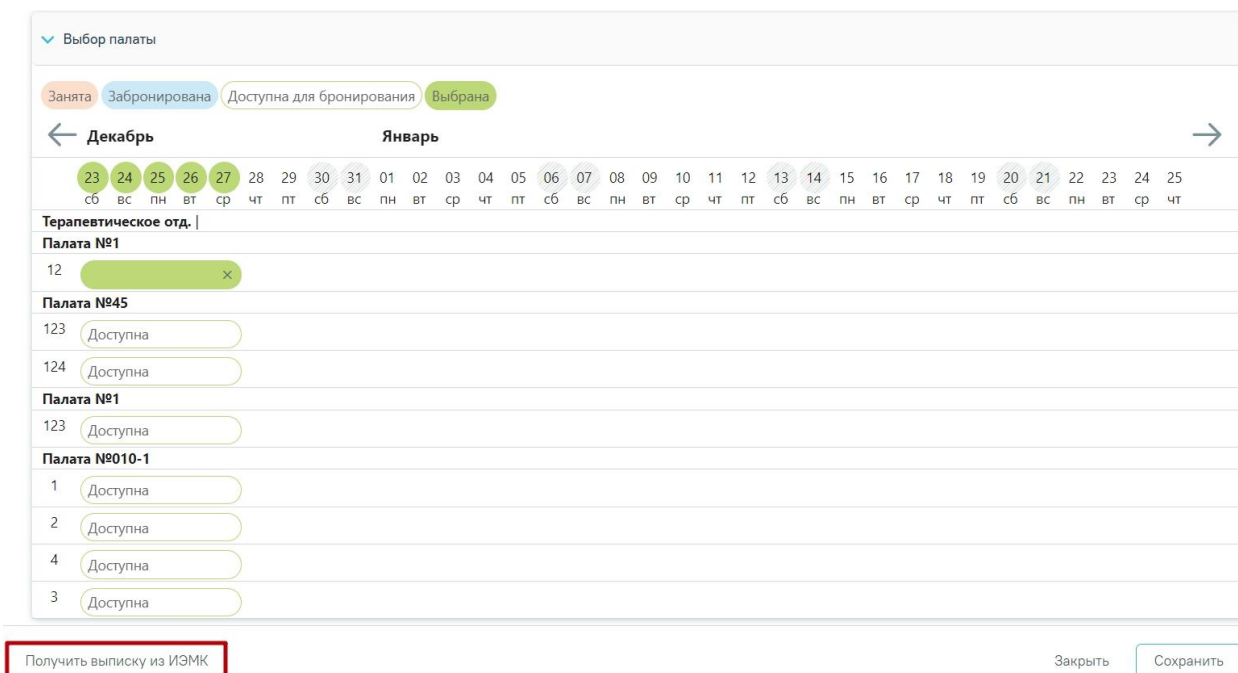 Выбор палаты
Занята Забронирована Доступна для бронирования Выбрана
Декабрь Январь
23 24 25 26 27 28 29 30 31 01 02 03 04 05 06 07 08 09 10 11 12 13 14 15 16 17 18 19 20 21 22 23 24 25
сб вс пн вт ср чт пт сб вс пн вт ср чт пт сб вс пн вт ср чт пт сб вс пн вт ср чт пт сб вс пн вт ср чт
Терапевтическое отд. |
Палата №1
12 ×
Палата №45
123 Доступна
124 Доступна
Палата №1
123 Доступна
Палата №010-1
1 Доступна
2 Доступна
4 Доступна
3 Доступна
Получить выписку из ИЭМК Закрыть Сохранить